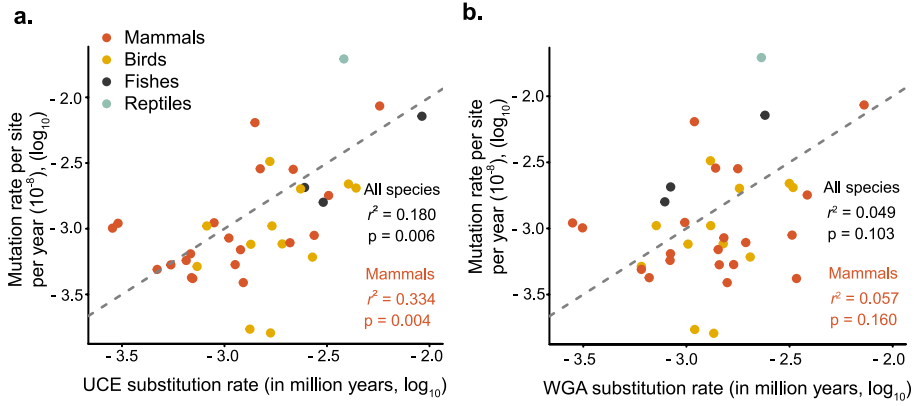 a.
Mammals
Birds
Fishes
Reptiles
Mutation rate per site
per year (10⁻⁸), (log₁₀)
- 2.0
- 2.5
- 3.0
- 3.5
All species
r² = 0.180
p = 0.006
Mammals
r² = 0.334
p = 0.004
- 3.5
- 3.0
- 2.5
- 2.0
UCE substitution rate (in million years, log₁₀)
b.
Mutation rate per site
per year (10⁻⁸), (log₁₀)
- 2.0
- 2.5
- 3.0
- 3.5
All species
r² = 0.049
p = 0.103
Mammals
r² = 0.057
p = 0.160
- 3.5
- 3.0
- 2.5
- 2.0
WGA substitution rate (in million years, log₁₀)